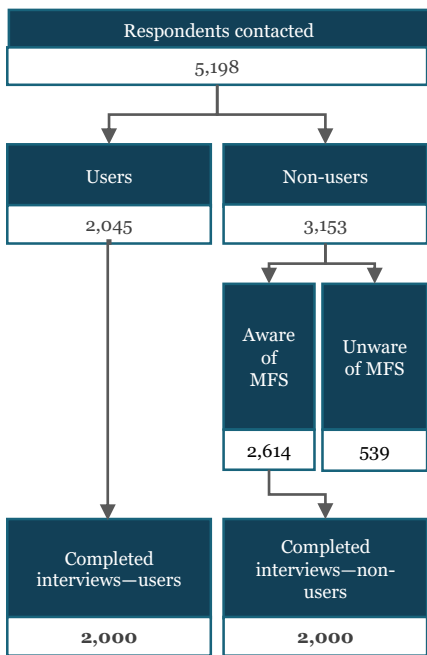 Respondents contacted
5,198
Users
Non-users
2,045
3,153
Aware
of
MFS
Unware
of MFS
2,614
539
Completed
interviews—users
Completed
interviews—non-
users
2,000
2,000